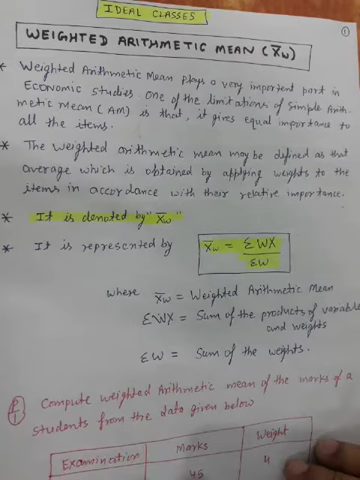 IDEAL CLASSES
1
WEIGHTED ARITHMETIC MEAN (X̄w)
* Weighted Arithmetic Mean plays a very important part in
Economic studies One of the limitations of Simple Arith-
metic Mean (AM) is that, it gives equal importance to
all the items.
* The weighted arithmetic mean may be defined as that
average which is obtained by applying weights to the
items in accordance with their relative importance.
* It is denoted by "X̄w"
* It is represented by X̄w = ΣWX / ΣW
where X̄w = Weighted Arithmetic Mean
ΣWX = Sum of the products of variable
and weights
ΣW = Sum of the weights.
P/1 Compute weighted Arithmetic mean of the marks of a
students from the data given below
Examination Marks Weight
45 4